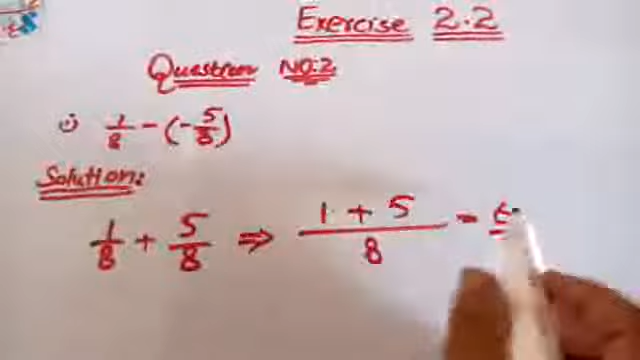 Exercise 2.2
Question NO:2
i) 1/8 - (-5/8)
Solution:
1/8 + 5/8 ⇒ (1 + 5)/8 =